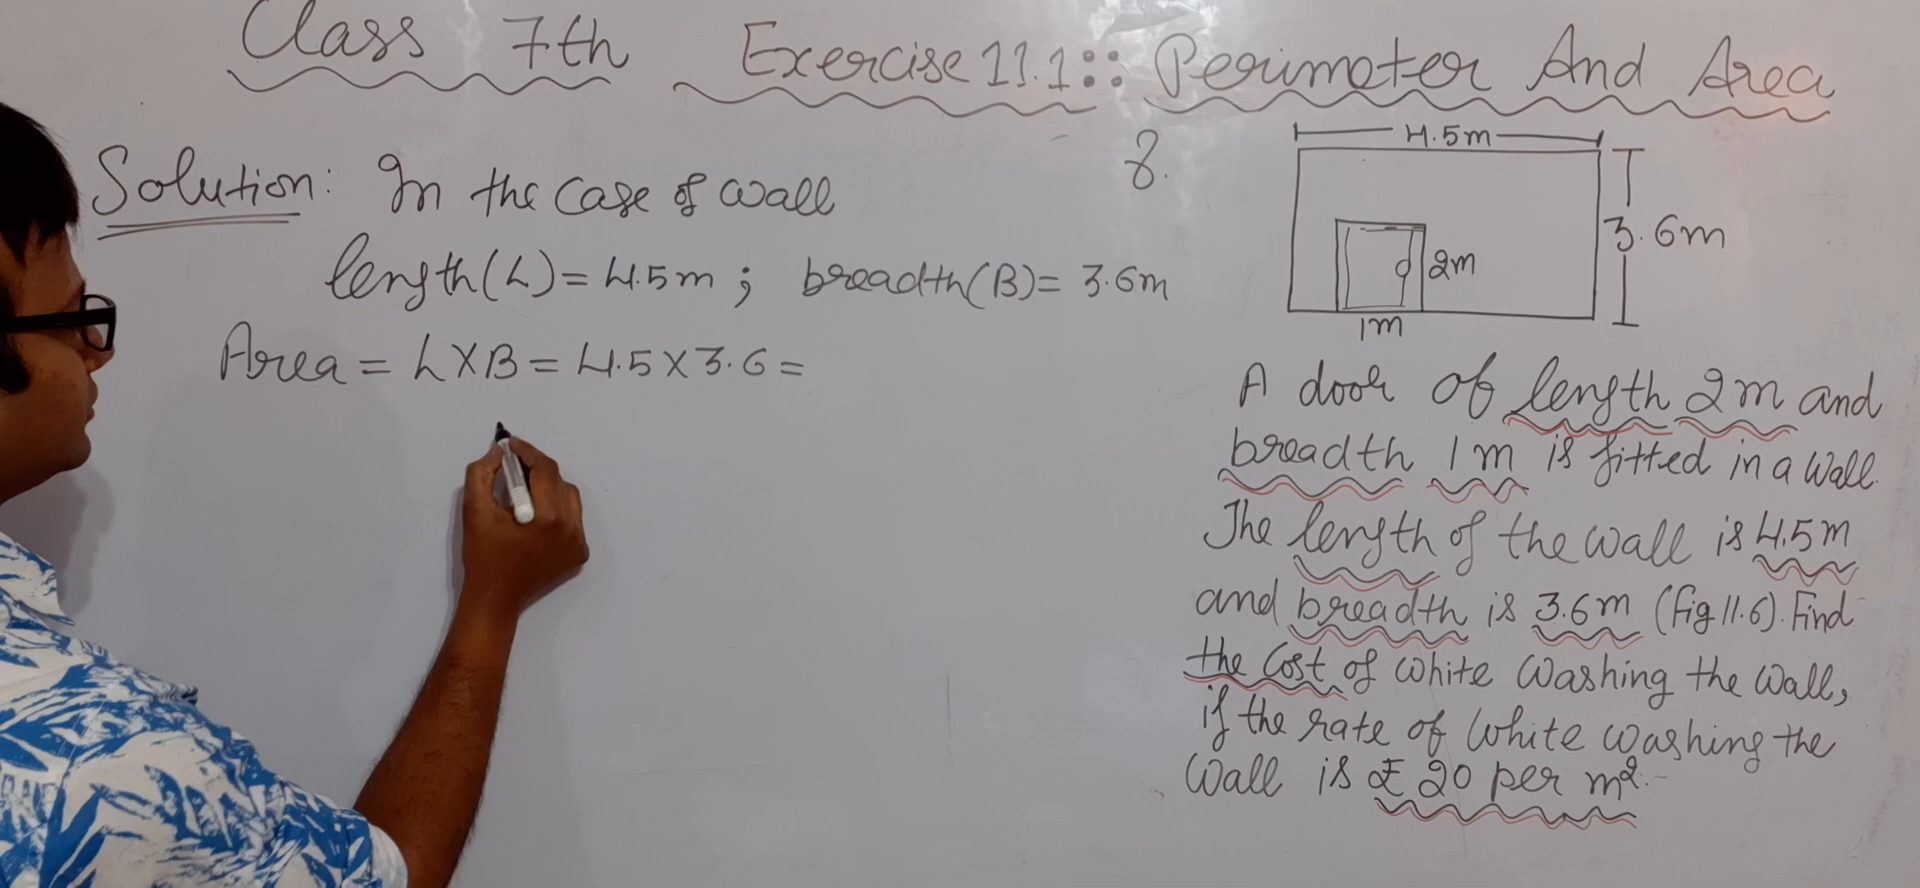 Class 7th Exercise 11.1:: Perimeter And Area
Solution: In the Case of wall
length(L)= 4.5m ; breadth(B)= 3.6m
Area = L×B = 4.5×3.6 =
8.
4.5m
3.6m
2m
1m
A door of length 2m and
breadth 1m is fitted in a wall.
The length of the wall is 4.5m
and breadth is 3.6m (fig 11.6). Find
the Cost of white washing the wall,
if the rate of white washing the
wall is ₹ 20 per m².